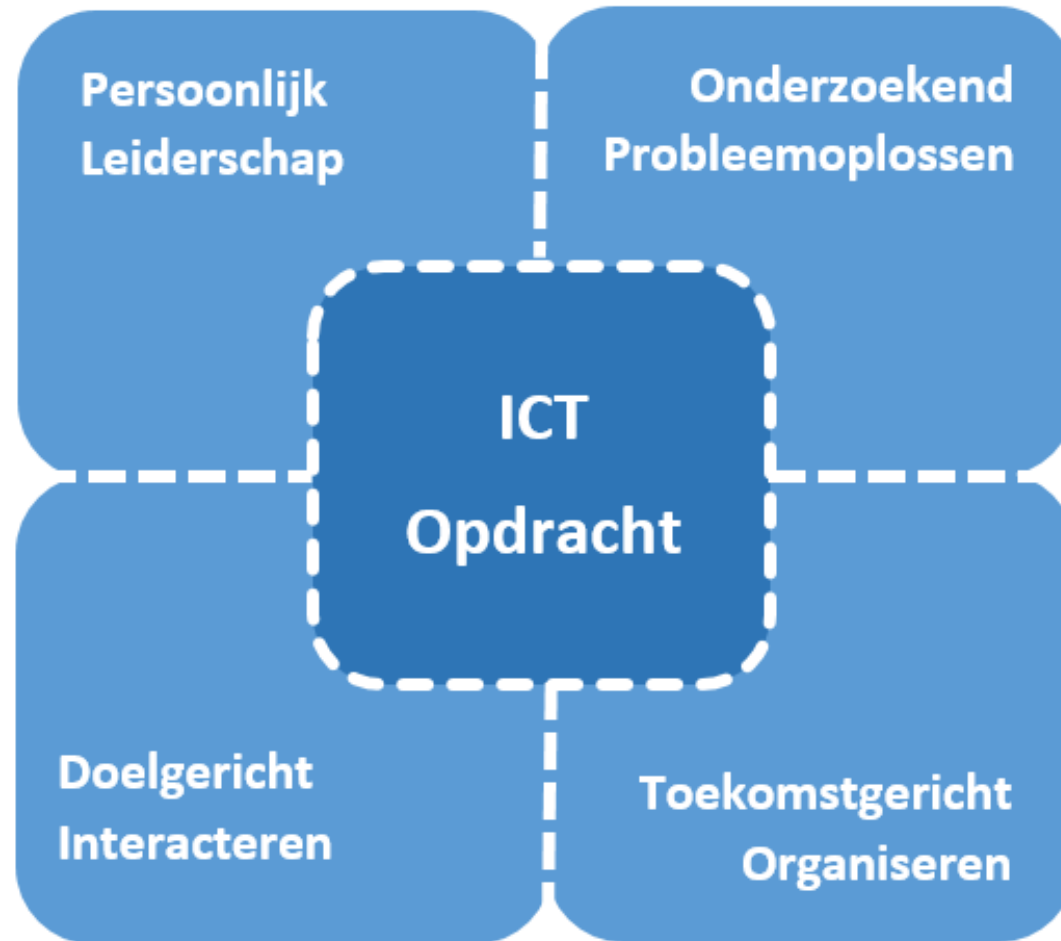 Persoonlijk
Leiderschap
Onderzoekend
Probleemoplossen
ICT
Opdracht
Doelgericht
Interacteren
Toekomstgericht
Organiseren